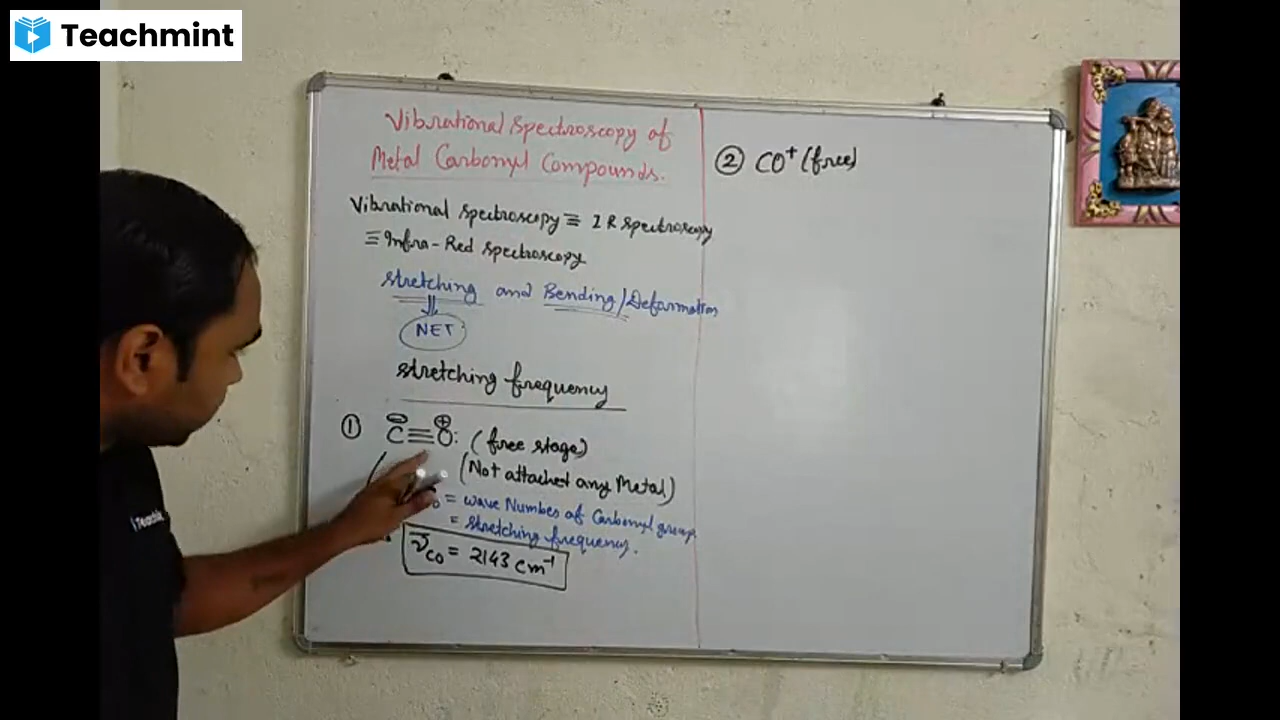 Teachmint
Vibrational Spectroscopy of
Metal Carbonyl Compounds.
Vibrational Spectroscopy ≡ IR Spectroscopy
≡ Infra-Red Spectroscopy
stretching and Bending/Deformation
⇓
NET
stretching frequency
① C⊖≡O⊕: (free stage)
(Not attached any Metal)
= wave Number of Carbonyl group
= stretching frequency.
ν̅CO = 2143 cm⁻¹
② CO⁺ (free)